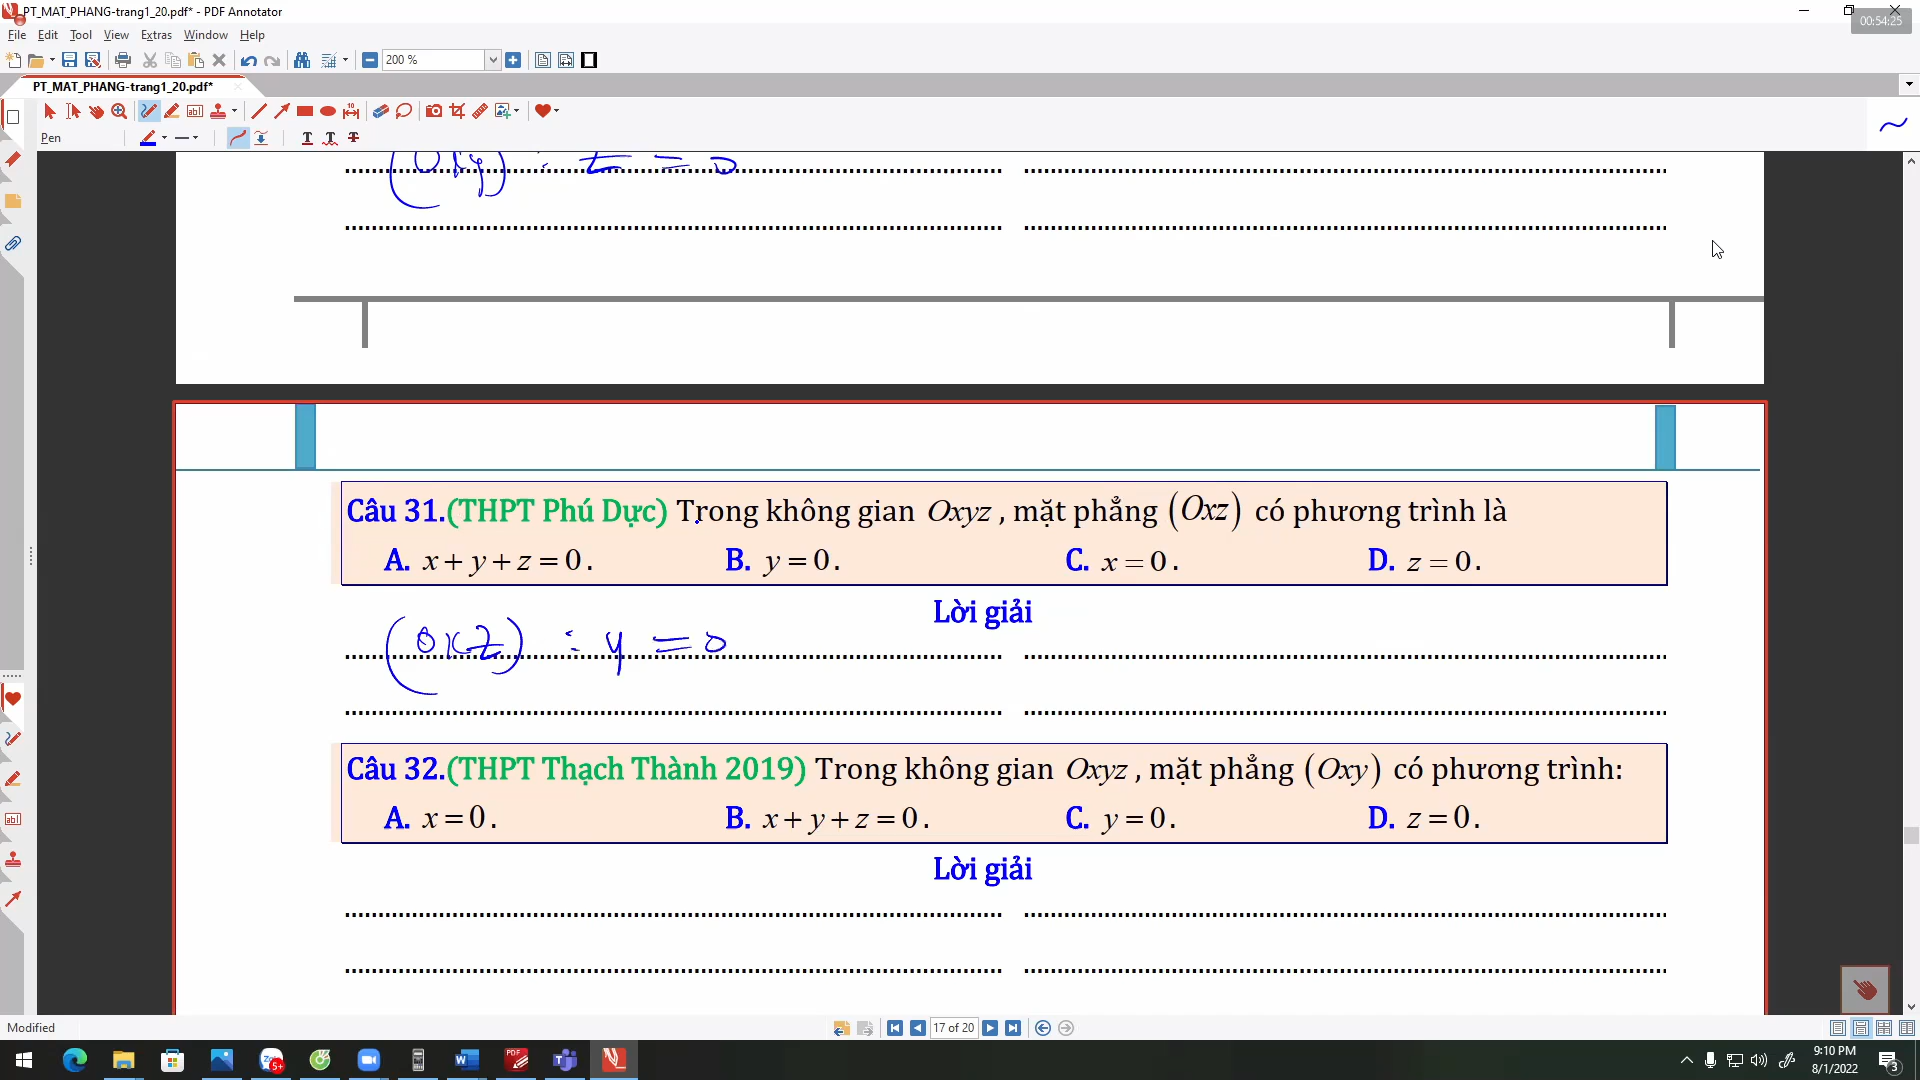 PT_MAT_PHANG-trang1_20.pdf* - PDF Annotator
00:54:25
File Edit Tool View Extras Window Help
200 %
PT_MAT_PHANG-trang1_20.pdf*
Pen
(Oxy) : z = 0
Câu 31.(THPT Phú Dực) Trong không gian Oxyz , mặt phẳng (Oxz) có phương trình là
A. x + y + z = 0 . B. y = 0 . C. x = 0 . D. z = 0 .
Lời giải
(Oxz) : y = 0
Câu 32.(THPT Thạch Thành 2019) Trong không gian Oxyz , mặt phẳng (Oxy) có phương trình:
A. x = 0 . B. x + y + z = 0 . C. y = 0 . D. z = 0 .
Lời giải
Modified
17 of 20
9:10 PM
8/1/2022